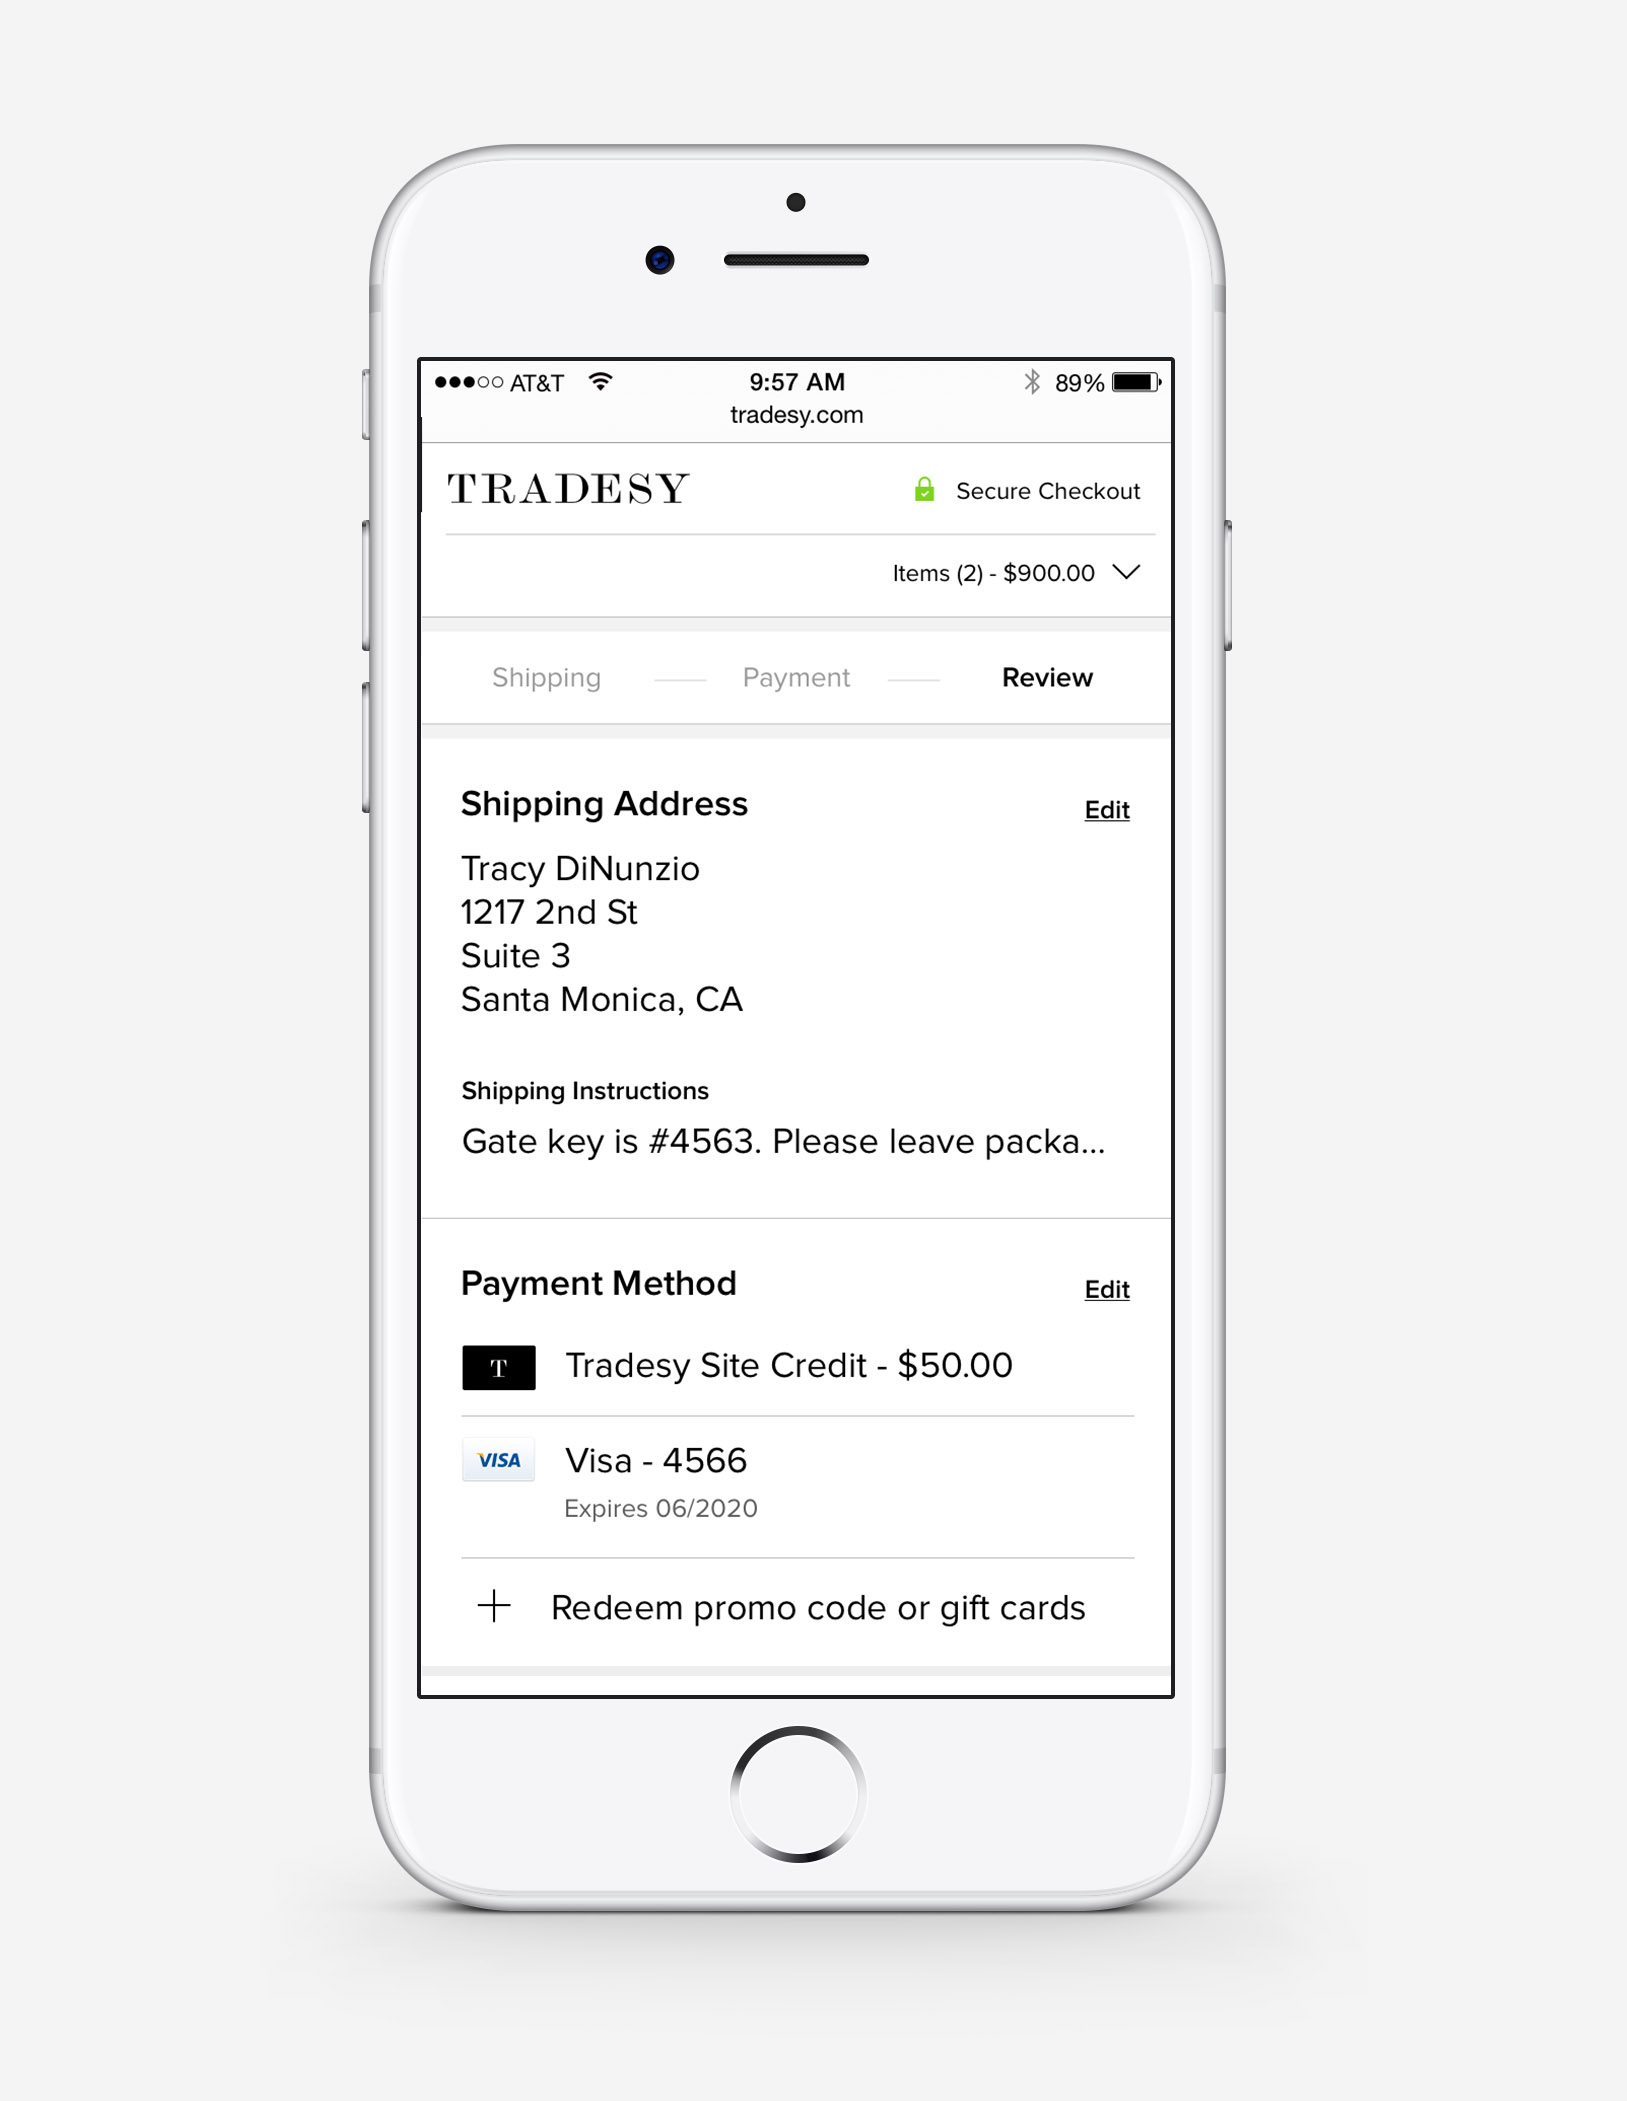 AT&T 9:57 AM 89%
tradesy.com
TRADESY Secure Checkout
Items (2) - $900.00
Shipping Payment Review
Shipping Address Edit
Tracy DiNunzio
1217 2nd St
Suite 3
Santa Monica, CA
Shipping Instructions
Gate key is #4563. Please leave packa...
Payment Method Edit
T Tradesy Site Credit - $50.00
VISA Visa - 4566
Expires 06/2020
Redeem promo code or gift cards